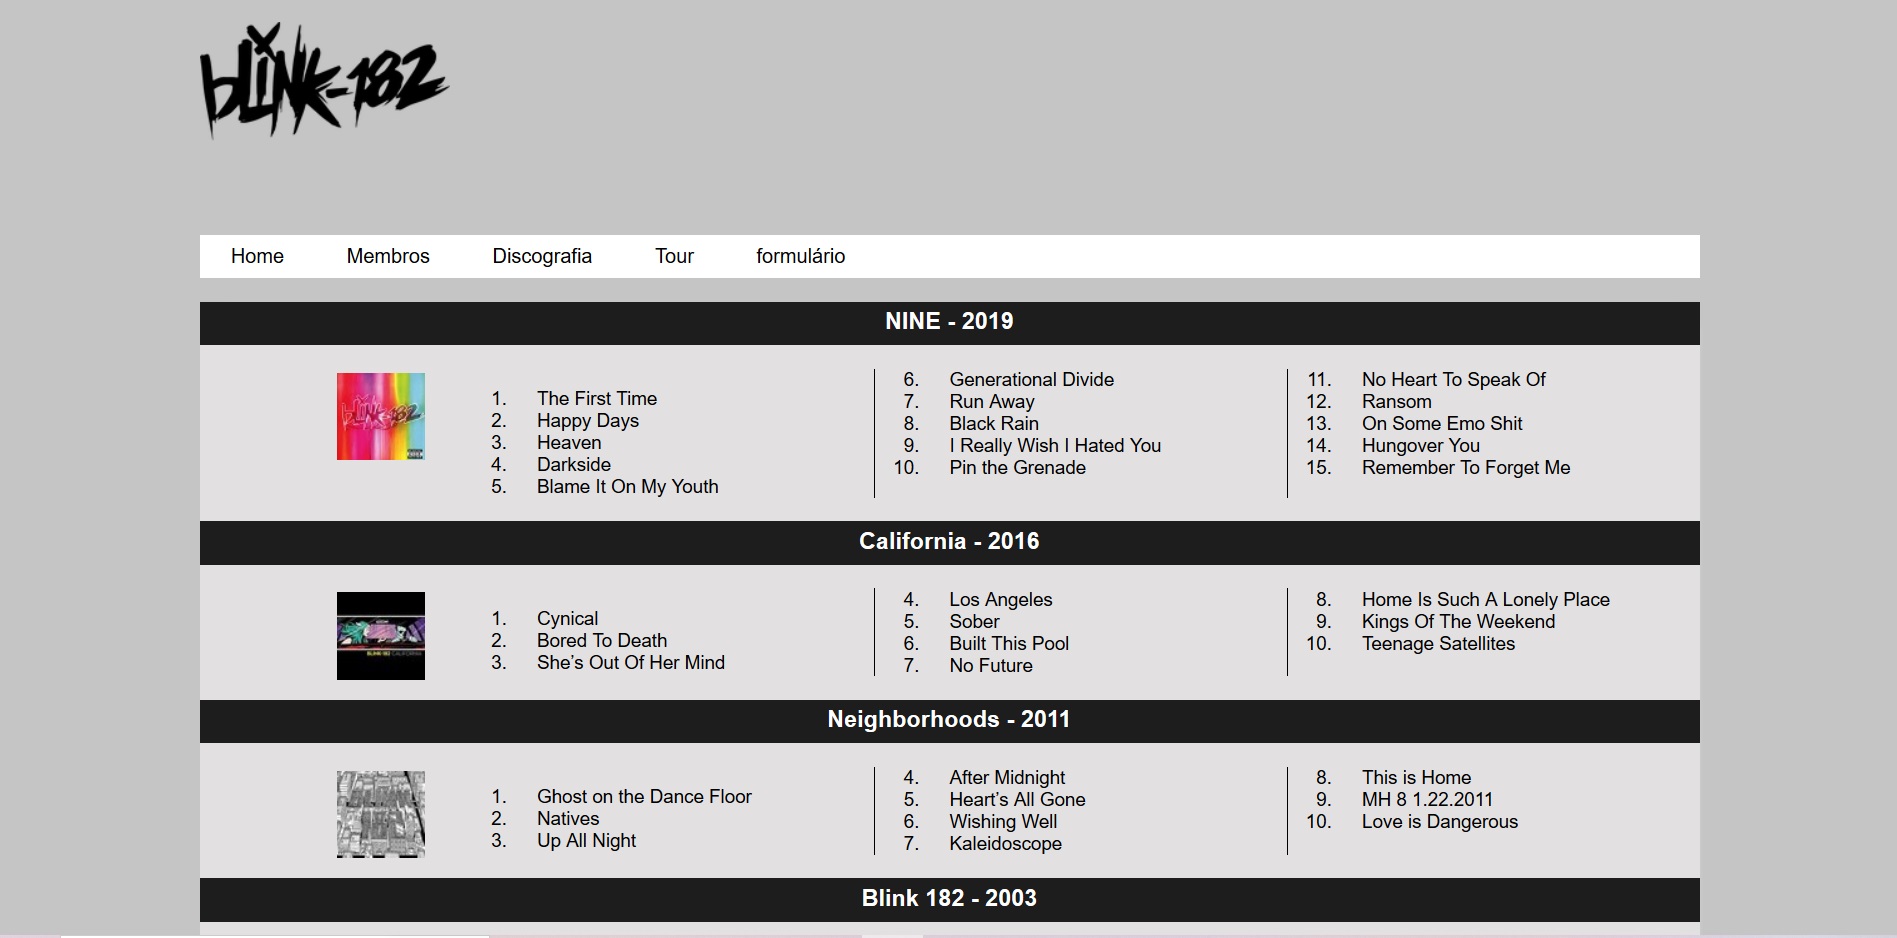 blink-182
Home Membros Discografia Tour formulário
NINE - 2019
blink-182
1. The First Time
2. Happy Days
3. Heaven
4. Darkside
5. Blame It On My Youth
6. Generational Divide
7. Run Away
8. Black Rain
9. I Really Wish I Hated You
10. Pin the Grenade
11. No Heart To Speak Of
12. Ransom
13. On Some Emo Shit
14. Hungover You
15. Remember To Forget Me
California - 2016
BLINK-182 CALIFORNIA
1. Cynical
2. Bored To Death
3. She’s Out Of Her Mind
4. Los Angeles
5. Sober
6. Built This Pool
7. No Future
8. Home Is Such A Lonely Place
9. Kings Of The Weekend
10. Teenage Satellites
Neighborhoods - 2011
1. Ghost on the Dance Floor
2. Natives
3. Up All Night
4. After Midnight
5. Heart’s All Gone
6. Wishing Well
7. Kaleidoscope
8. This is Home
9. MH 8 1.22.2011
10. Love is Dangerous
Blink 182 - 2003